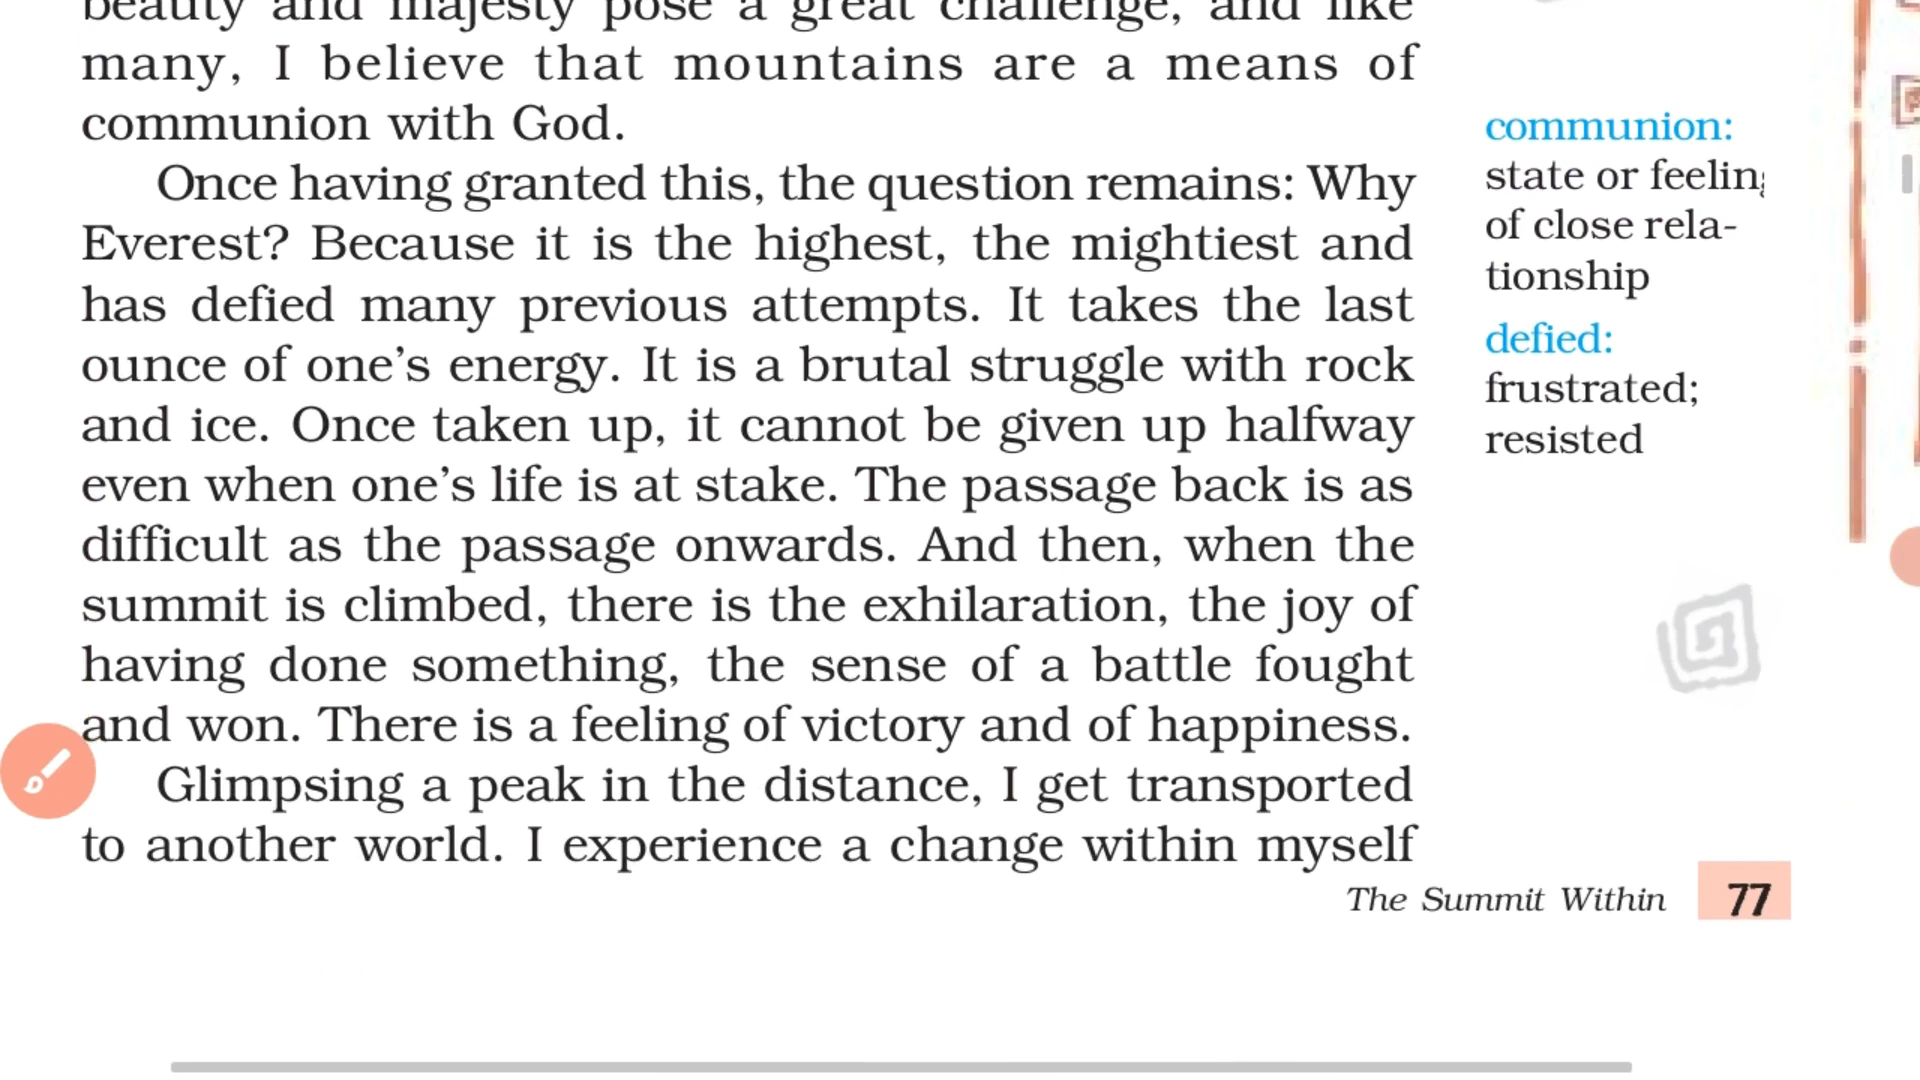 beauty and majesty pose a great challenge, and like
many, I believe that mountains are a means of
communion with God.
Once having granted this, the question remains: Why
Everest? Because it is the highest, the mightiest and
has defied many previous attempts. It takes the last
ounce of one’s energy. It is a brutal struggle with rock
and ice. Once taken up, it cannot be given up halfway
even when one’s life is at stake. The passage back is as
difficult as the passage onwards. And then, when the
summit is climbed, there is the exhilaration, the joy of
having done something, the sense of a battle fought
and won. There is a feeling of victory and of happiness.
Glimpsing a peak in the distance, I get transported
to another world. I experience a change within myself
communion:
state or feeling
of close rela-
tionship
defied:
frustrated;
resisted
The Summit Within 77